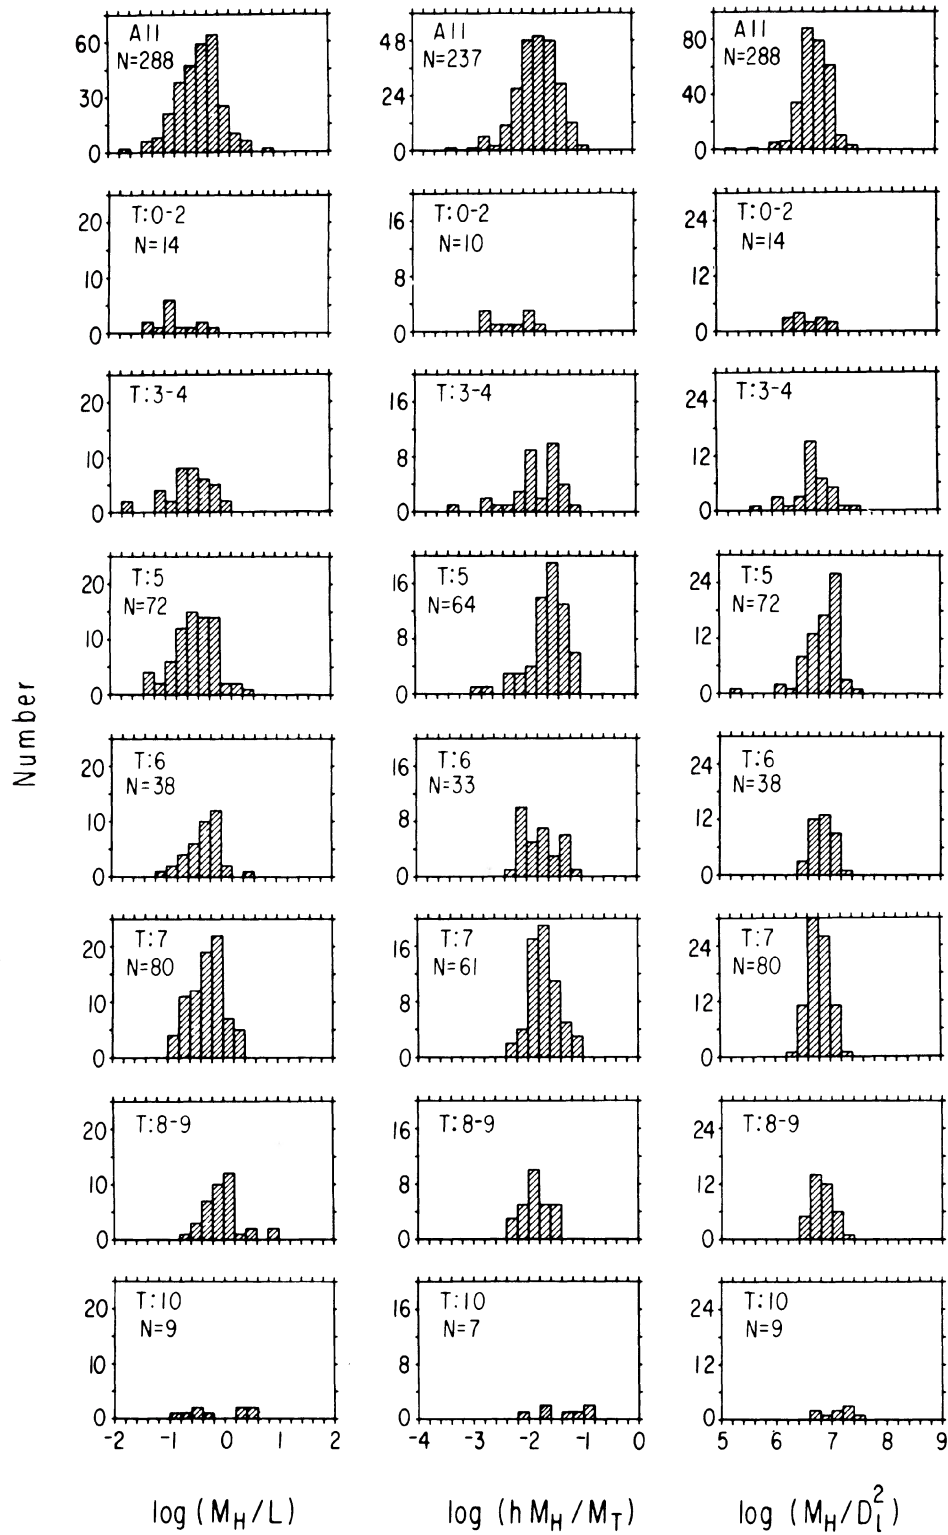 60
30
0
All
N=288
48
24
0
All
N=237
80
40
0
All
N=288
20
10
0
T:0-2
N=14
16
8
0
T:0-2
N=10
24
12
0
T:0-2
N=14
20
10
0
T:3-4
16
8
0
T:3-4
24
12
0
T:3-4
20
10
0
T:5
N=72
16
8
0
T:5
N=64
24
12
0
T:5
N=72
Number
20
10
0
T:6
N=38
16
8
0
T:6
N=33
24
12
0
T:6
N=38
20
10
0
T:7
N=80
16
8
0
T:7
N=61
24
12
0
T:7
N=80
20
10
0
T:8-9
16
8
0
T:8-9
24
12
0
T:8-9
20
10
0
T:10
N=9
16
8
0
T:10
N=7
24
12
0
T:10
N=9
-2 -1 0 1 2
-4 -3 -2 -1 0
5 6 7 8 9
log (M_H/L)
log (h M_H/M_T)
log (M_H/D_l^2)